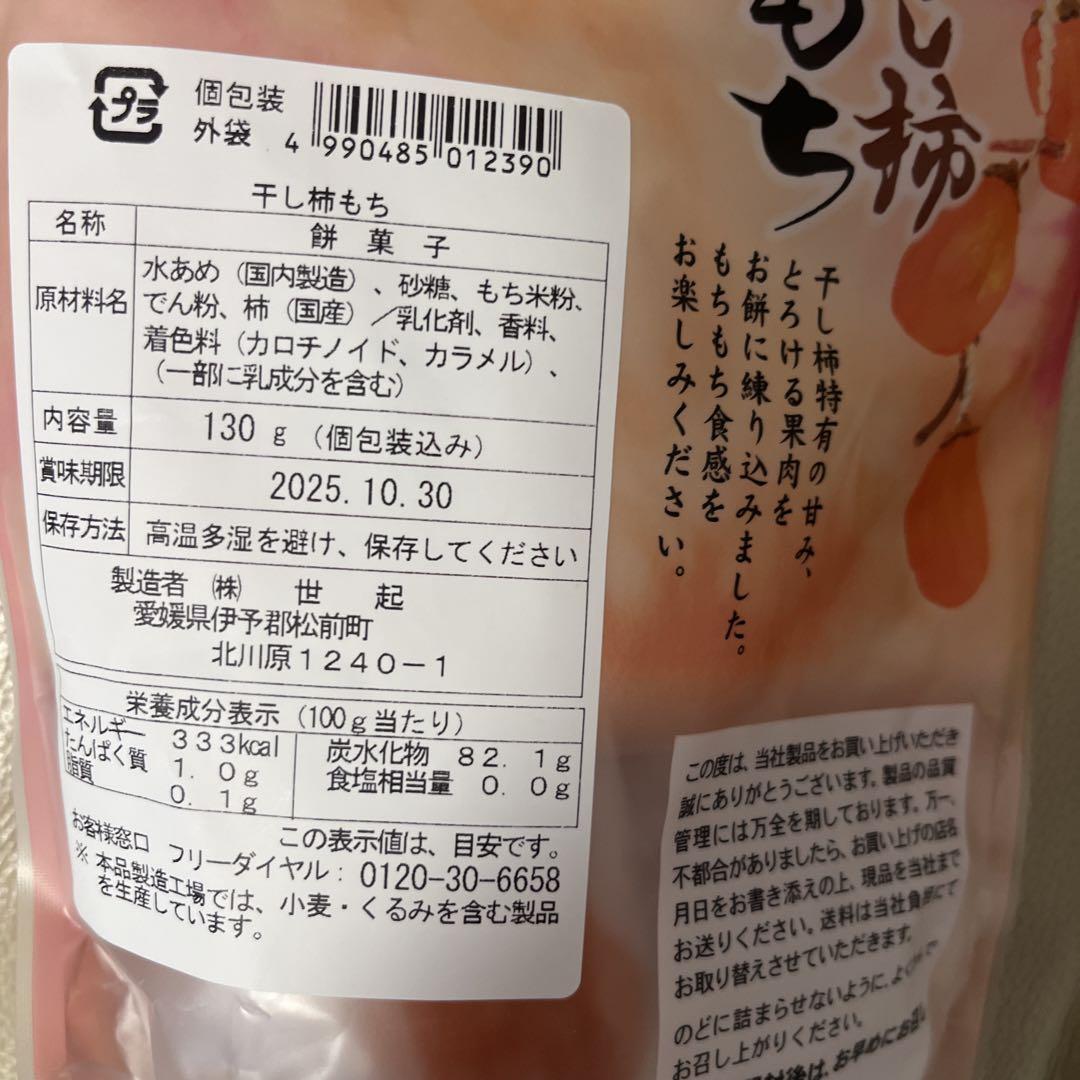 プラ
個包装
外袋
4 990485 012390
干し柿もち
名称 餅菓子
原材料名 水あめ（国内製造）、砂糖、もち米粉、
でん粉、柿（国産）／乳化剤、香料、
着色料（カロチノイド、カラメル）、
（一部に乳成分を含む）
内容量 130ｇ（個包装込み）
賞味期限 2025.10.30
保存方法 高温多湿を避け、保存してください
製造者 ㈱ 世起
愛媛県伊予郡松前町
北川原１２４０－１
栄養成分表示（100ｇ当たり）
エネルギー 333kcal
たんぱく質 1.0g
脂質 0.1g
炭水化物 82.1g
食塩相当量 0.0g
この表示値は、目安です。
お客様窓口 フリーダイヤル：0120-30-6658
※本品製造工場では、小麦・くるみを含む製品
を生産しています。
し柿
もち
干し柿特有の甘み、
とろける果肉を
お餅に練り込みました。
もちもち食感を
お楽しみください。
この度は、当社製品をお買い上げいただき
誠にありがとうございます。製品の品質
管理には万全を期しております。万一、
不都合がありましたら、お買い上げの店名
月日をお書き添えの上、現品を当社まで
お送りください。送料は当社負担にて
お取り替えさせていただきます。
のどに詰まらせないように、よく
お召し上がりください。
封後は、お早めにお召し